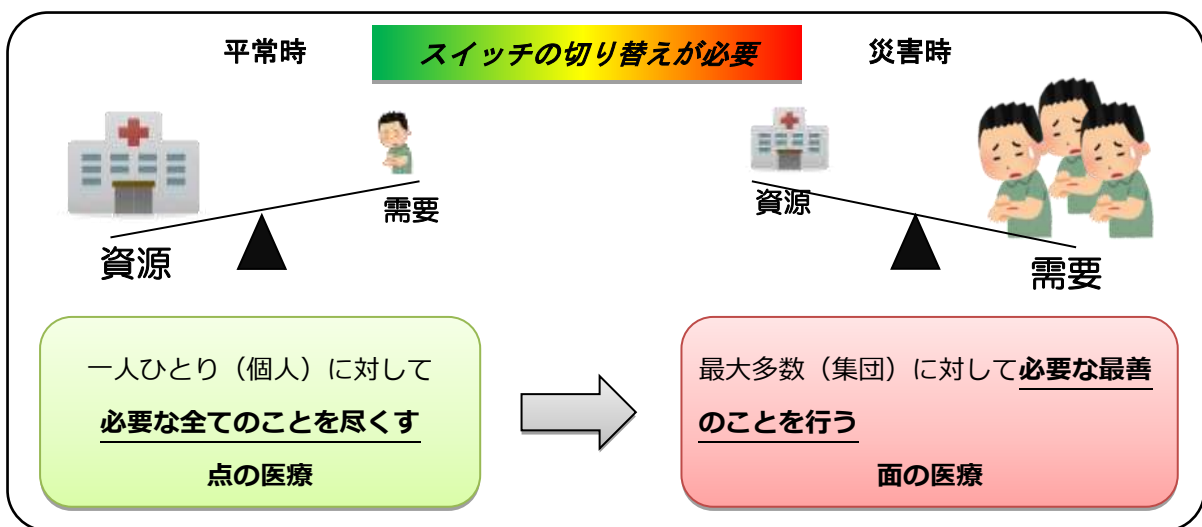 平常時
スイッチの切り替えが必要
災害時
需要
資源
資源
需要
一人ひとり（個人）に対して
必要な全てのことを尽くす
点の医療
最大多数（集団）に対して必要な最善
のことを行う
面の医療